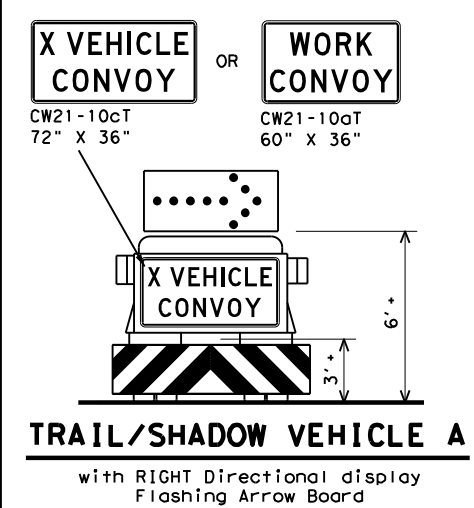 X VEHICLE
CONVOY
OR
WORK
CONVOY
CW21-10cT
72" X 36"
CW21-10aT
60" X 36"
X VEHICLE
CONVOY
6' +
3' +
TRAIL/SHADOW VEHICLE A
with RIGHT Directional display
Flashing Arrow Board